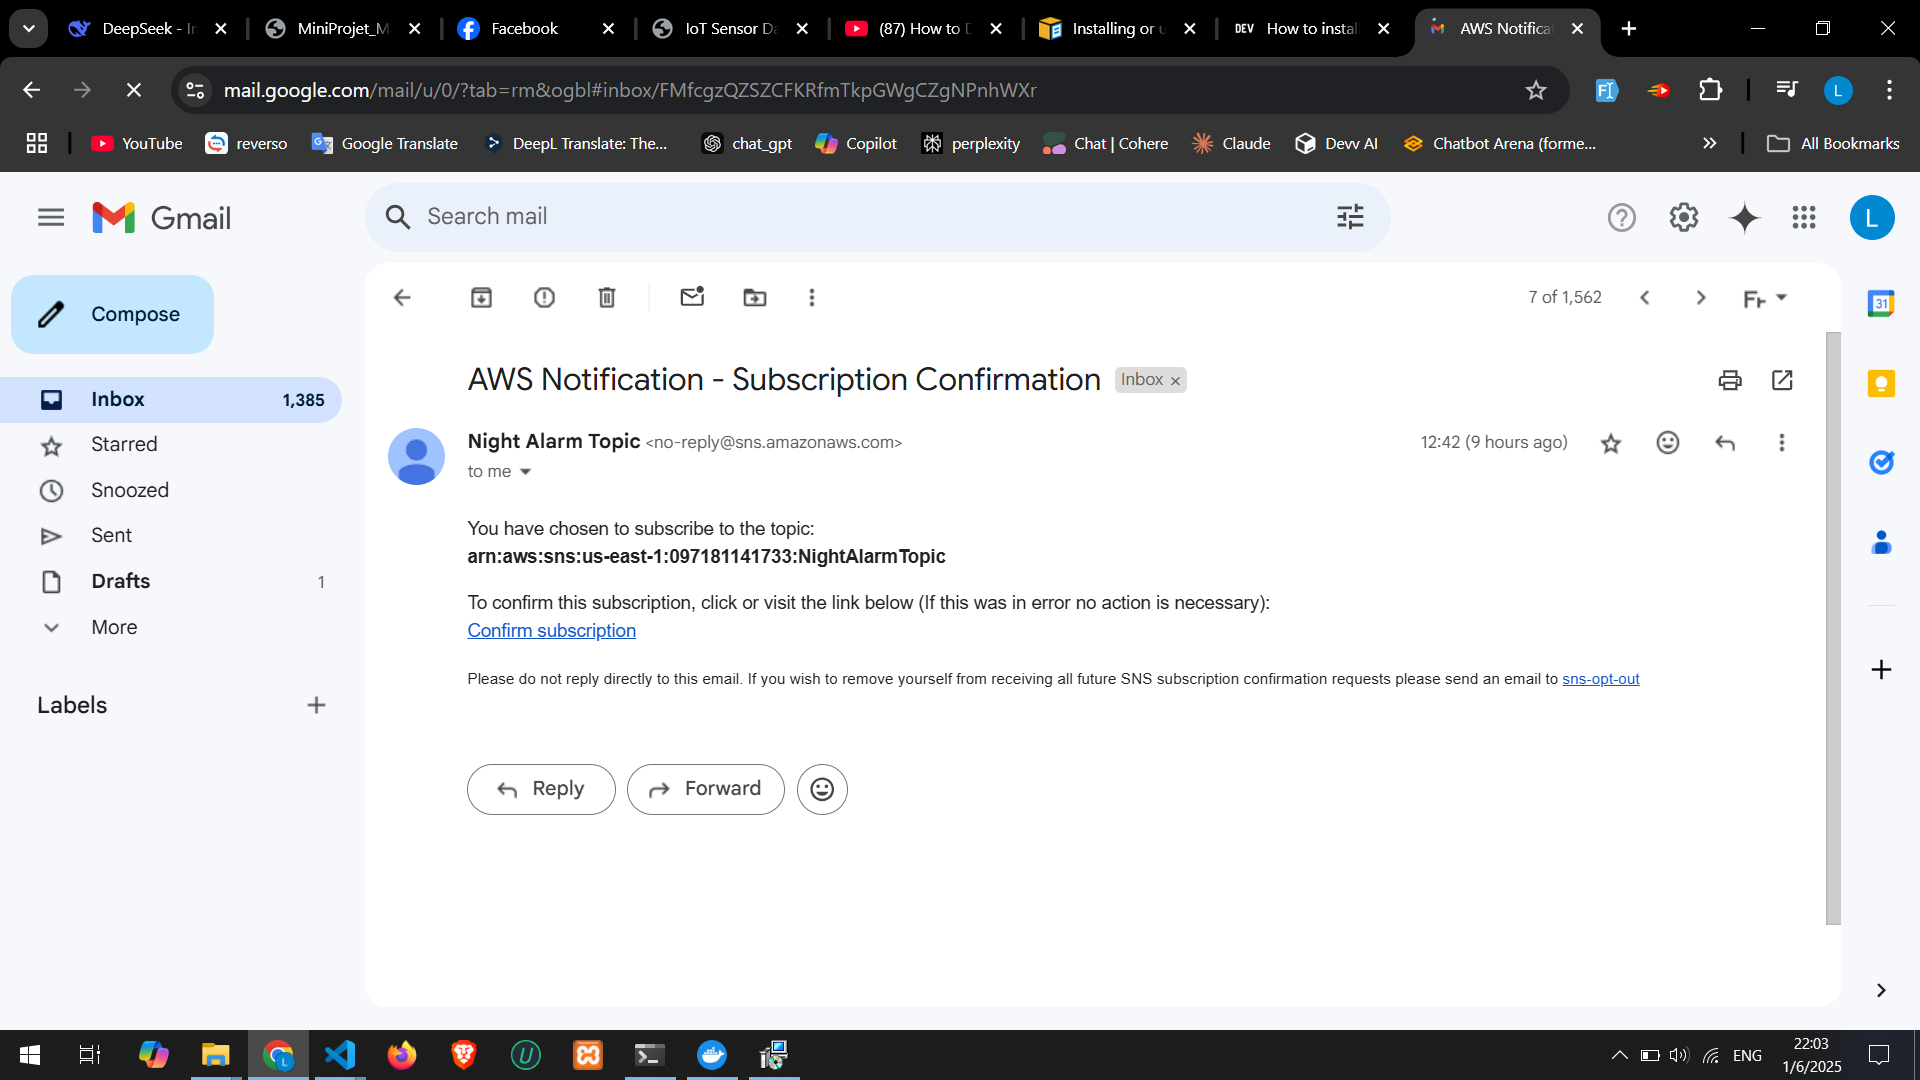 DeepSeek - In
MiniProjet_M
Facebook
IoT Sensor Da
(87) How to D
Installing or u
DEV How to instal
AWS Notificat
mail.google.com/mail/u/0/?tab=rm&ogbl#inbox/FMfcgzQZSZCFKRfmTkpGWgCZgNPnhWXr
L
YouTube
reverso
Google Translate
DeepL Translate: The...
chat_gpt
Copilot
perplexity
Chat | Cohere
Claude
Devv AI
Chatbot Arena (forme...
All Bookmarks
Gmail
Search mail
L
Compose
7 of 1,562
31
AWS Notification - Subscription Confirmation
Inbox
Inbox 1,385
Starred
Snoozed
Sent
Drafts 1
More
Labels
Night Alarm Topic <no-reply@sns.amazonaws.com>
12:42 (9 hours ago)
to me
You have chosen to subscribe to the topic:
arn:aws:sns:us-east-1:097181141733:NightAlarmTopic
To confirm this subscription, click or visit the link below (If this was in error no action is necessary):
Confirm subscription
Please do not reply directly to this email. If you wish to remove yourself from receiving all future SNS subscription confirmation requests please send an email to sns-opt-out
Reply
Forward
ENG
22:03
1/6/2025